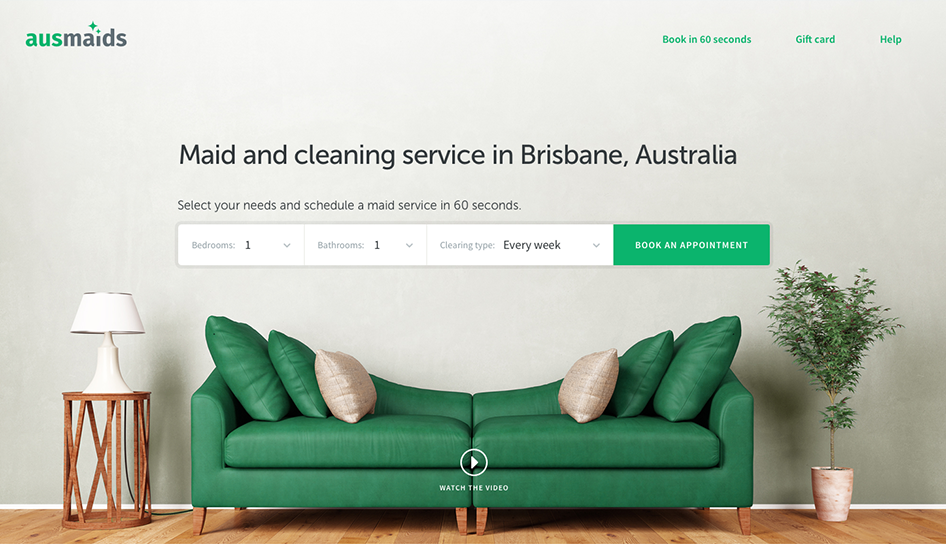 ausmaids
Book in 60 seconds
Gift card
Help
Maid and cleaning service in Brisbane, Australia
Select your needs and schedule a maid service in 60 seconds.
Bedrooms: 1
Bathrooms: 1
Clearing type: Every week
BOOK AN APPOINTMENT
WATCH THE VIDEO